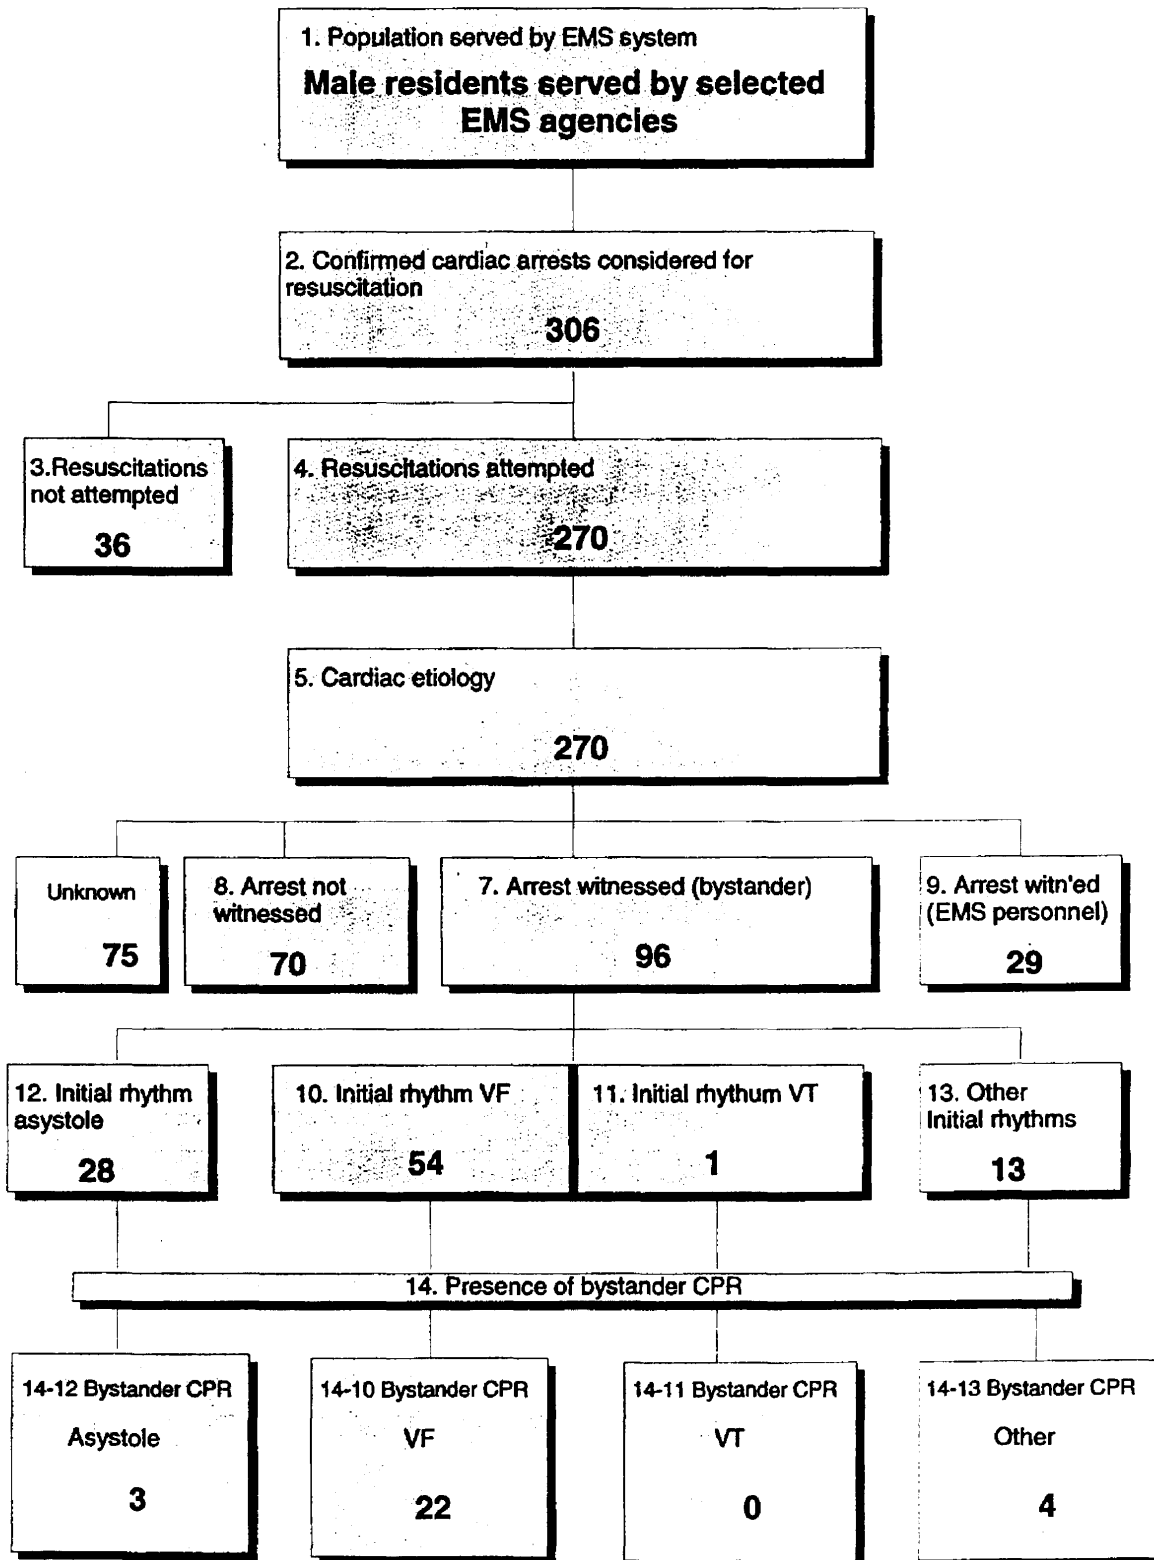 1. Population served by EMS system
Male residents served by selected
EMS agencies
2. Confirmed cardiac arrests considered for
resuscitation
306
3.Resuscitations
not attempted
36
4. Resuscitations attempted
270
5. Cardiac etiology
270
Unknown
75
8. Arrest not
witnessed
70
7. Arrest witnessed (bystander)
96
9. Arrest witn'ed
(EMS personnel)
29
12. Initial rhythm
asystole
28
10. Initial rhythm VF
54
11. Initial rhythum VT
1
13. Other
Initial rhythms
13
14. Presence of bystander CPR
14-12 Bystander CPR
Asystole
3
14-10 Bystander CPR
VF
22
14-11 Bystander CPR
VT
0
14-13 Bystander CPR
Other
4